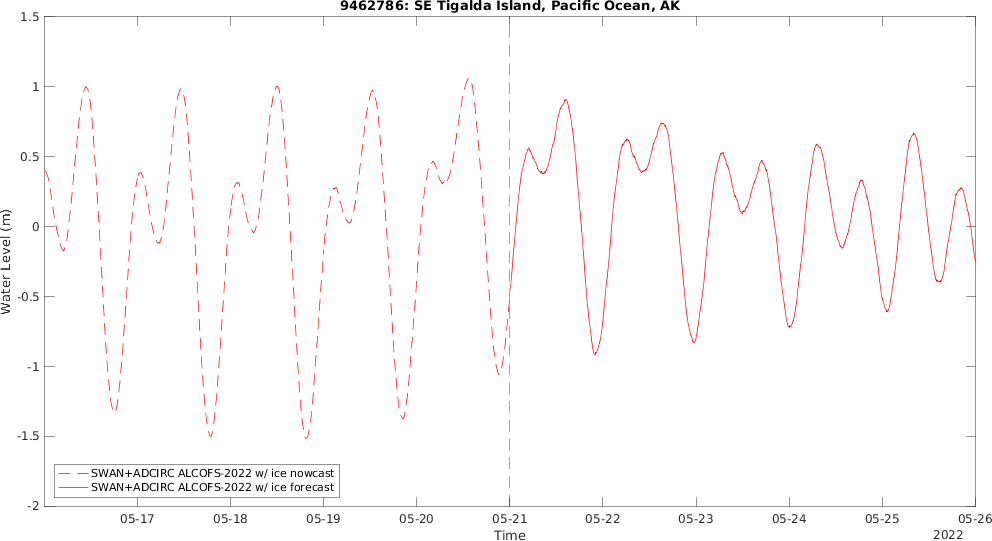 9462786: SE Tigalda Island, Pacific Ocean, AK
1.5
1
0.5
0
-0.5
-1
-1.5
-2
Water Level (m)
SWAN+ADCIRC ALCOFS-2022 w/ ice nowcast
SWAN+ADCIRC ALCOFS-2022 w/ ice forecast
05-17 05-18 05-19 05-20 05-21 05-22 05-23 05-24 05-25 05-26
Time
2022